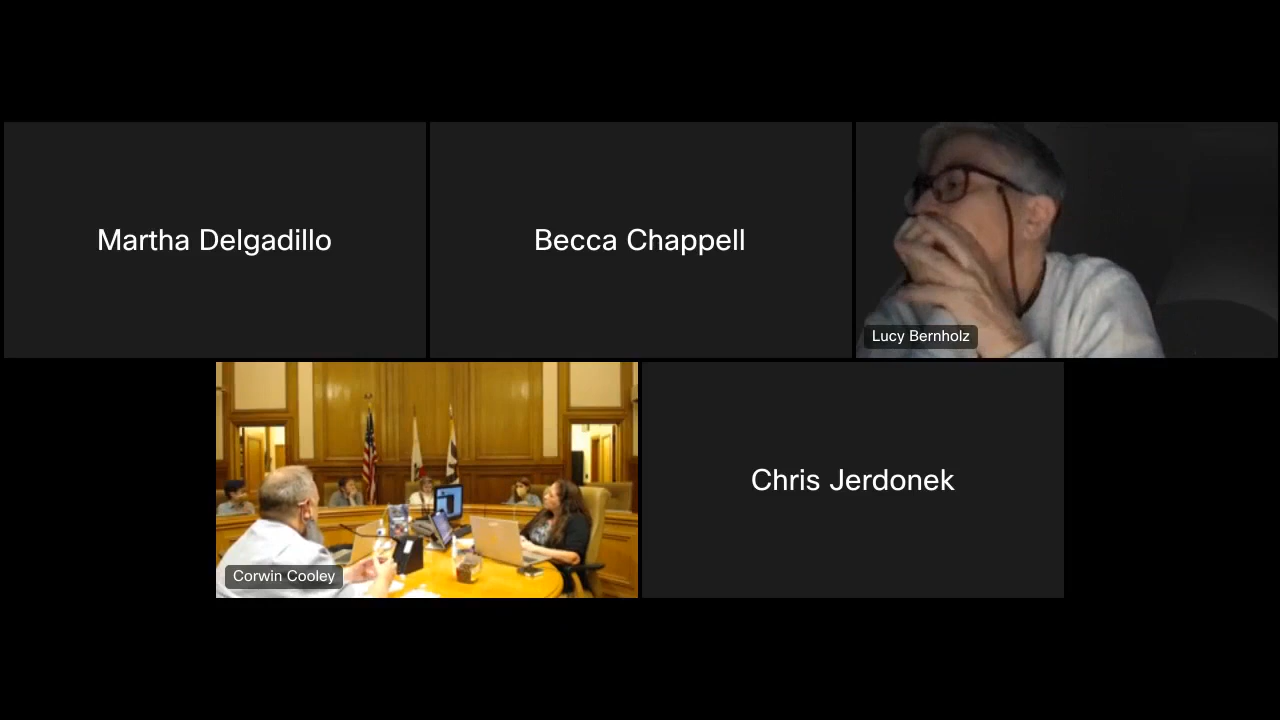 Martha Delgadillo
Becca Chappell
Lucy Bernholz
Corwin Cooley
Chris Jerdonek